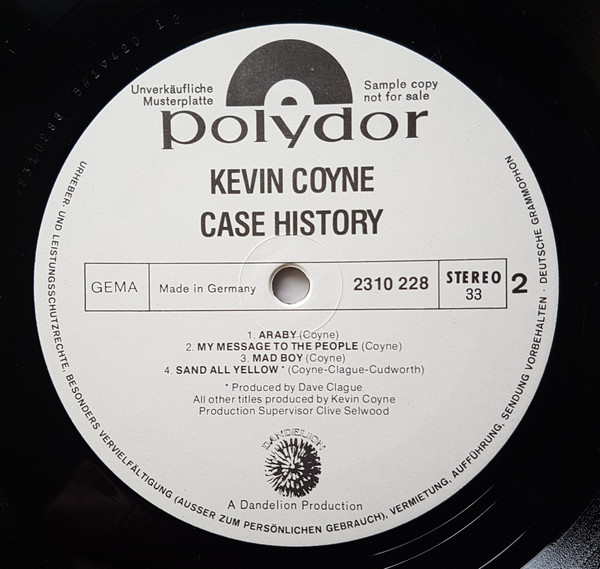 Unverkäufliche
Musterplatte
Sample copy
not for sale
polydor
KEVIN COYNE
CASE HISTORY
GEMA
Made in Germany
2310 228
STEREO
33
2
1. ARABY (Coyne)
2. MY MESSAGE TO THE PEOPLE (Coyne)
3. MAD BOY (Coyne)
4. SAND ALL YELLOW * (Coyne-Clague-Cudworth)
* Produced by Dave Clague
All other titles produced by Kevin Coyne
Production Supervisor Clive Selwood
DANDELION
A Dandelion Production
URHEBER- UND LEISTUNGSSCHUTZRECHTE, BESONDERS VERVIELFÄLTIGUNG (AUSSER ZUM PERSÖNLICHEN GEBRAUCH), VERMIETUNG, AUFFÜHRUNG, SENDUNG VORBEHALTEN · DEUTSCHE GRAMMOPHON